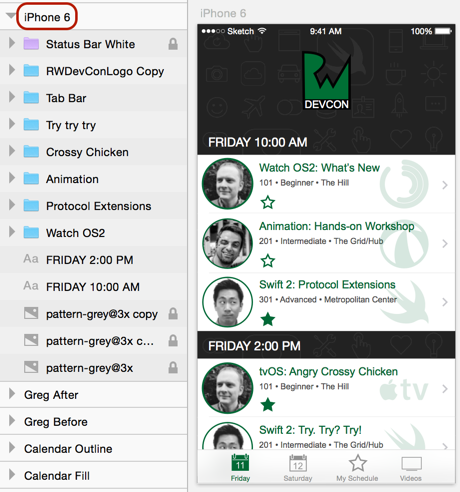 iPhone 6
Status Bar White
RWDevConLogo Copy
Tab Bar
Try try try
Crossy Chicken
Animation
Protocol Extensions
Watch OS2
Aa FRIDAY 2:00 PM
Aa FRIDAY 10:00 AM
pattern-grey@3x copy
pattern-grey@3x c...
pattern-grey@3x
Greg After
Greg Before
Calendar Outline
Calendar Fill
iPhone 6
Sketch 9:41 AM 100%
RW
DEVCON
FRIDAY 10:00 AM
Watch OS2: What's New
101 • Beginner • The Hill
Animation: Hands-on Workshop
201 • Intermediate • The Grid/Hub
Swift 2: Protocol Extensions
301 • Advanced • Metropolitan Center
FRIDAY 2:00 PM
tvOS: Angry Crossy Chicken
101 • Beginner • The Hill
tv
Swift 2: Try. Try? Try!
201 • Intermediate • The Grid/Hub
11 12
Friday Saturday My Schedule Videos